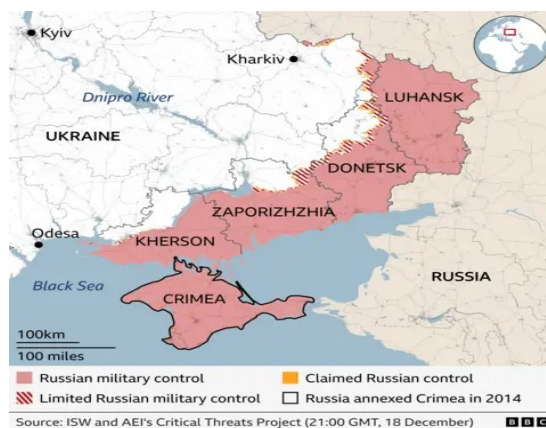 Kyiv
Kharkiv
Dnipro River
LUHANSK
UKRAINE
DONETSK
ZAPORIZHZHIA
Odesa
KHERSON
RUSSIA
Black Sea
CRIMEA
100km
100 miles
Russian military control
Claimed Russian control
Limited Russian military control
Russia annexed Crimea in 2014
Source: ISW and AEI's Critical Threats Project (21:00 GMT, 18 December)
BBC